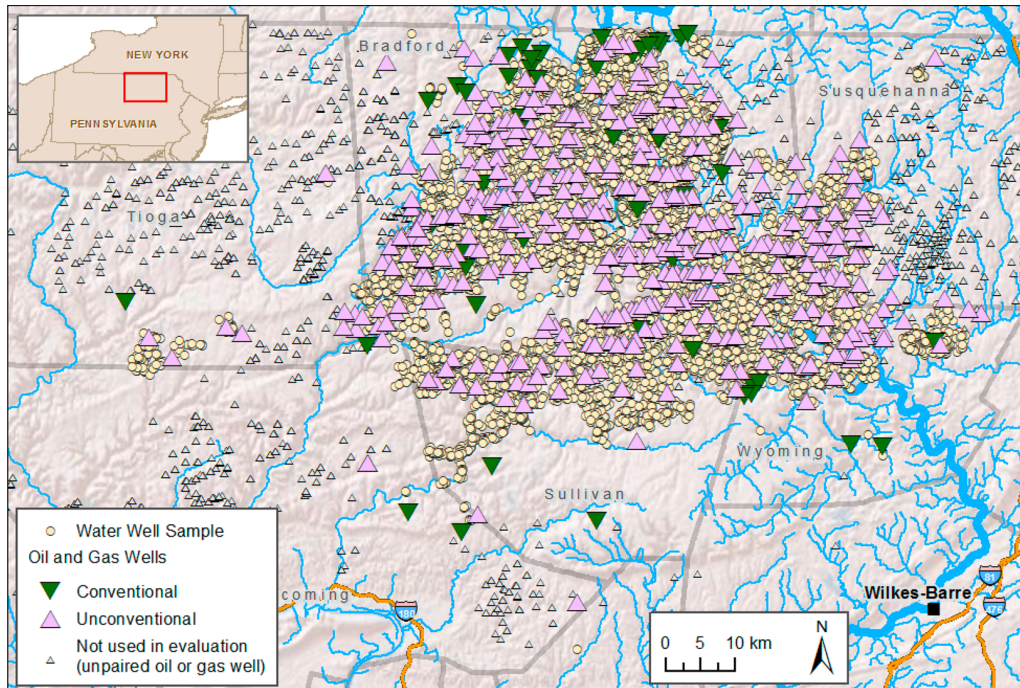 NEW YORK
PENNSYLVANIA
Bradford
Susquehanna
Tioga
Wyoming
Sullivan
coming
180
81
476
Wilkes-Barre
Water Well Sample
Oil and Gas Wells
Conventional
Unconventional
Not used in evaluation
(unpaired oil or gas well)
0 5 10 km
N